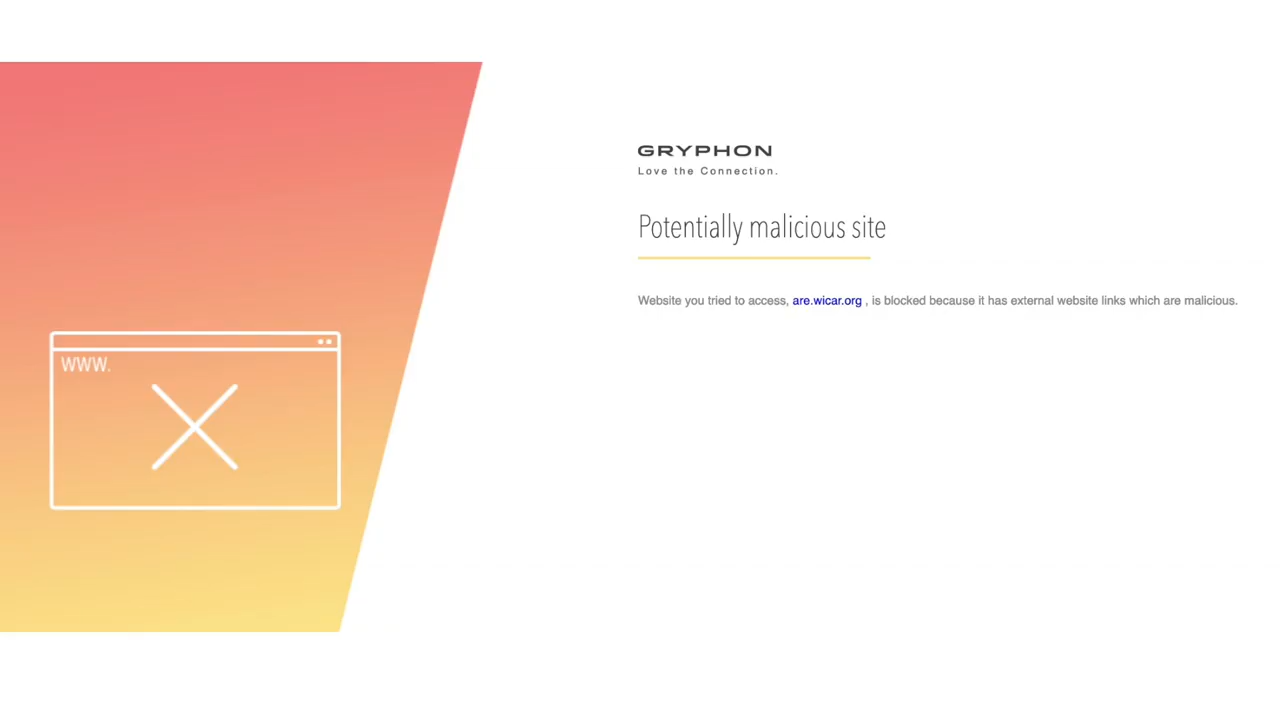 GRYPHON
Love the Connection.
Potentially malicious site
Website you tried to access, are.wicar.org , is blocked because it has external website links which are malicious.
WWW.